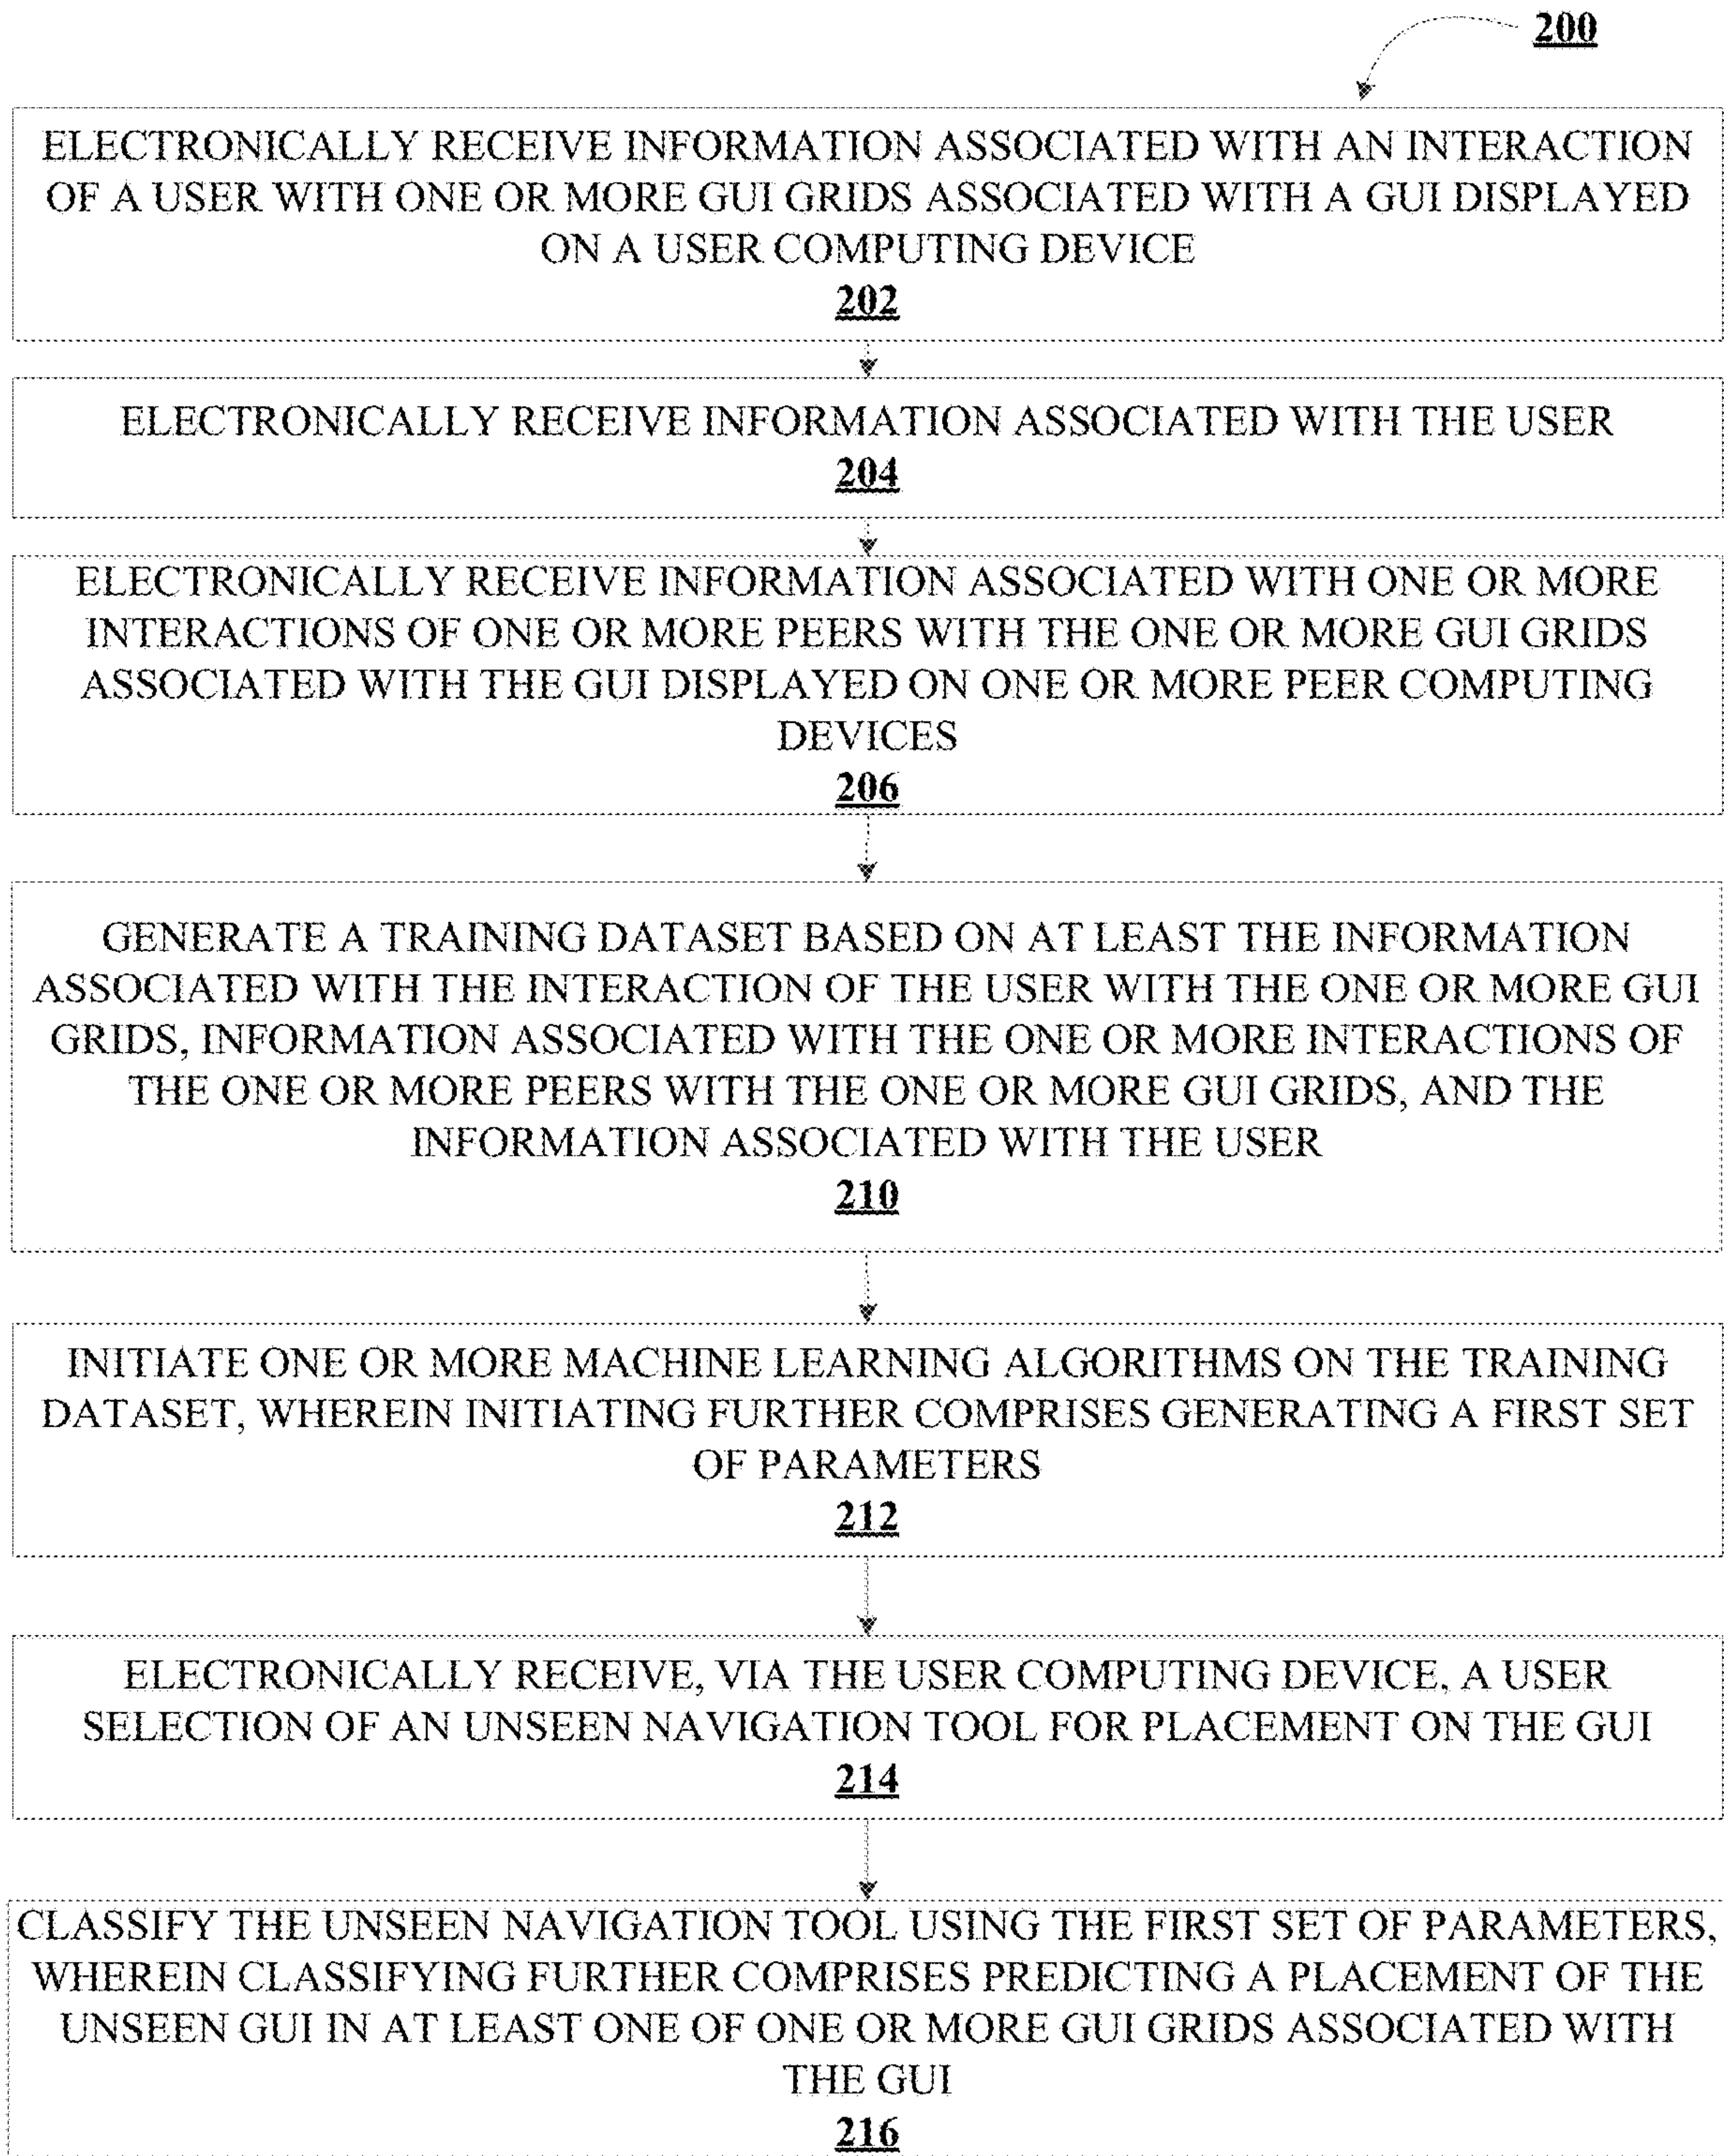 200
ELECTRONICALLY RECEIVE INFORMATION ASSOCIATED WITH AN INTERACTION
OF A USER WITH ONE OR MORE GUI GRIDS ASSOCIATED WITH A GUI DISPLAYED
ON A USER COMPUTING DEVICE
202
ELECTRONICALLY RECEIVE INFORMATION ASSOCIATED WITH THE USER
204
ELECTRONICALLY RECEIVE INFORMATION ASSOCIATED WITH ONE OR MORE
INTERACTIONS OF ONE OR MORE PEERS WITH THE ONE OR MORE GUI GRIDS
ASSOCIATED WITH THE GUI DISPLAYED ON ONE OR MORE PEER COMPUTING
DEVICES
206
GENERATE A TRAINING DATASET BASED ON AT LEAST THE INFORMATION
ASSOCIATED WITH THE INTERACTION OF THE USER WITH THE ONE OR MORE GUI
GRIDS, INFORMATION ASSOCIATED WITH THE ONE OR MORE INTERACTIONS OF
THE ONE OR MORE PEERS WITH THE ONE OR MORE GUI GRIDS, AND THE
INFORMATION ASSOCIATED WITH THE USER
210
INITIATE ONE OR MORE MACHINE LEARNING ALGORITHMS ON THE TRAINING
DATASET, WHEREIN INITIATING FURTHER COMPRISES GENERATING A FIRST SET
OF PARAMETERS
212
ELECTRONICALLY RECEIVE, VIA THE USER COMPUTING DEVICE, A USER
SELECTION OF AN UNSEEN NAVIGATION TOOL FOR PLACEMENT ON THE GUI
214
CLASSIFY THE UNSEEN NAVIGATION TOOL USING THE FIRST SET OF PARAMETERS,
WHEREIN CLASSIFYING FURTHER COMPRISES PREDICTING A PLACEMENT OF THE
UNSEEN GUI IN AT LEAST ONE OF ONE OR MORE GUI GRIDS ASSOCIATED WITH
THE GUI
216